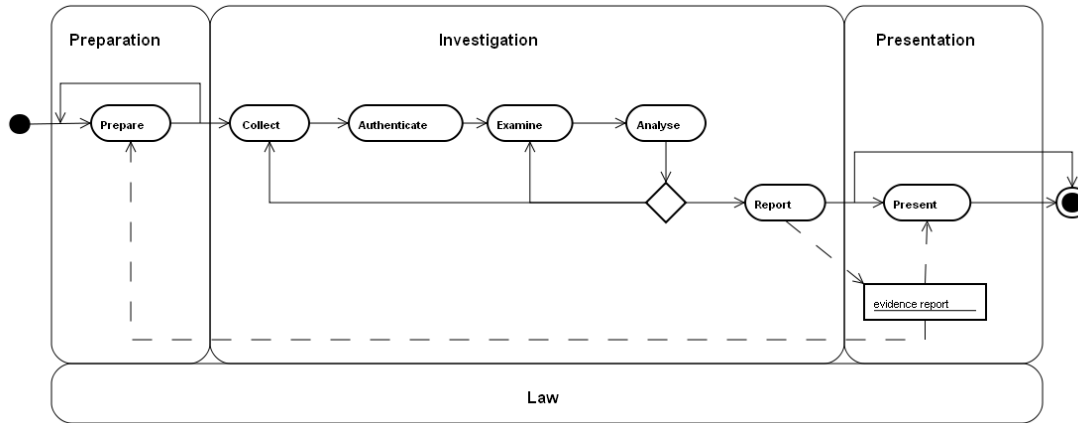 Preparation
Investigation
Presentation
Prepare
Collect
Authenticate
Examine
Analyse
Report
Present
evidence report
Law